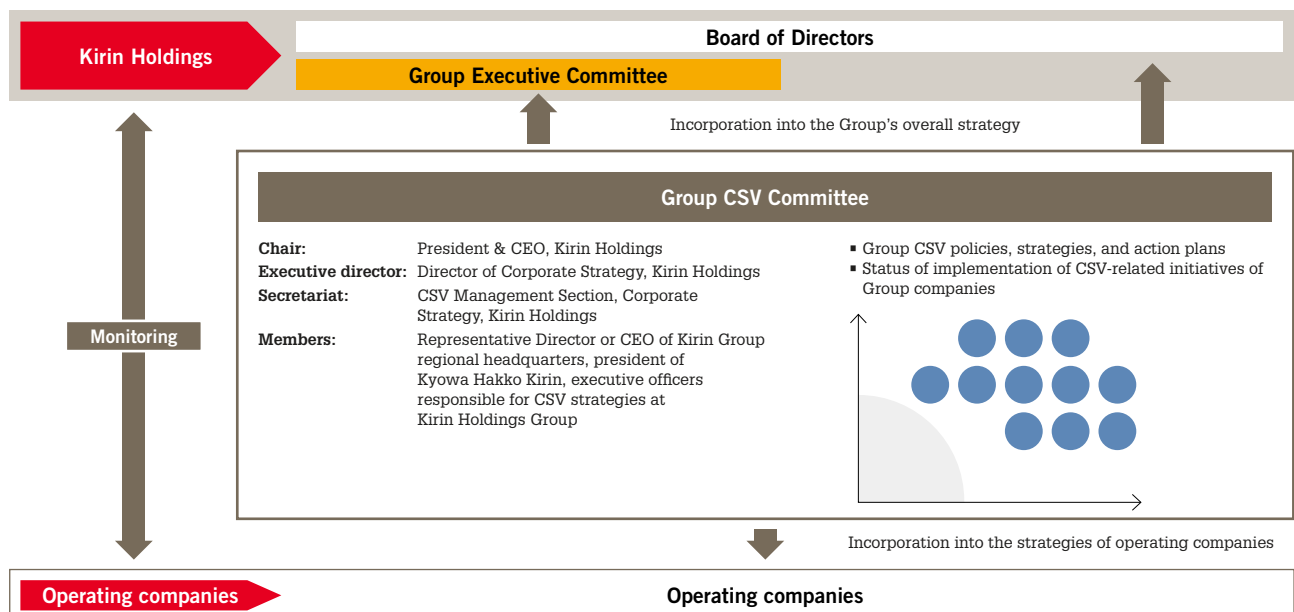 Kirin Holdings
Board of Directors
Group Executive Committee
Incorporation into the Group's overall strategy
Monitoring
Group CSV Committee
Chair: President & CEO, Kirin Holdings
Executive director: Director of Corporate Strategy, Kirin Holdings
Secretariat: CSV Management Section, Corporate
Strategy, Kirin Holdings
Members: Representative Director or CEO of Kirin Group
regional headquarters, president of
Kyowa Hakko Kirin, executive officers
responsible for CSV strategies at
Kirin Holdings Group
▪ Group CSV policies, strategies, and action plans
▪ Status of implementation of CSV-related initiatives of
Group companies
Incorporation into the strategies of operating companies
Operating companies
Operating companies